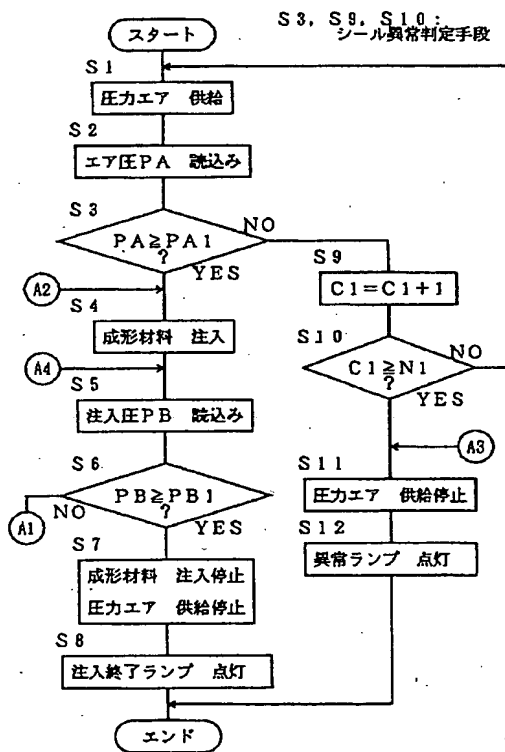 S3, S9, S10:
シール異常判定手段
スタート
S1
圧力エア 供給
S2
エア圧PA 読込み
S3
PA≧PA1
?
NO
YES
A2
S4
成形材料 注入
A4
S5
注入圧PB 読込み
S6
PB≧PB1
?
NO
YES
A1
S7
成形材料 注入停止
圧力エア 供給停止
S8
注入終了ランプ 点灯
エンド
S9
C1=C1+1
S10
C1≧N1
?
NO
YES
A3
S11
圧力エア 供給停止
S12
異常ランプ 点灯